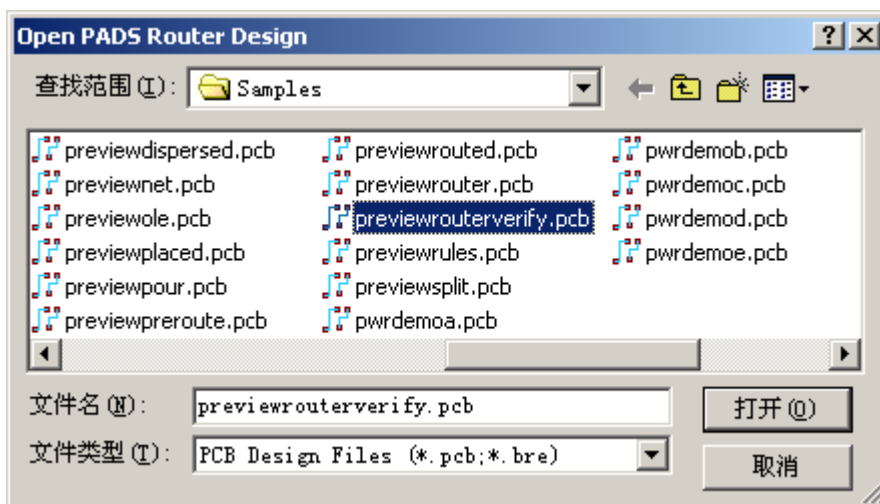 Open PADS Router Design
查找范围(I): Samples
previewdispersed.pcb previewrouted.pcb pwrdemob.pcb
previewnet.pcb previewrouter.pcb pwrdemoc.pcb
previewole.pcb previewrouterverify.pcb pwrdemod.pcb
previewplaced.pcb previewrules.pcb pwrdemoe.pcb
previewpour.pcb previewsplit.pcb
previewpreroute.pcb pwrdemoa.pcb
文件名(N): previewrouterverify.pcb 打开(O)
文件类型(T): PCB Design Files (*.pcb;*.bre) 取消